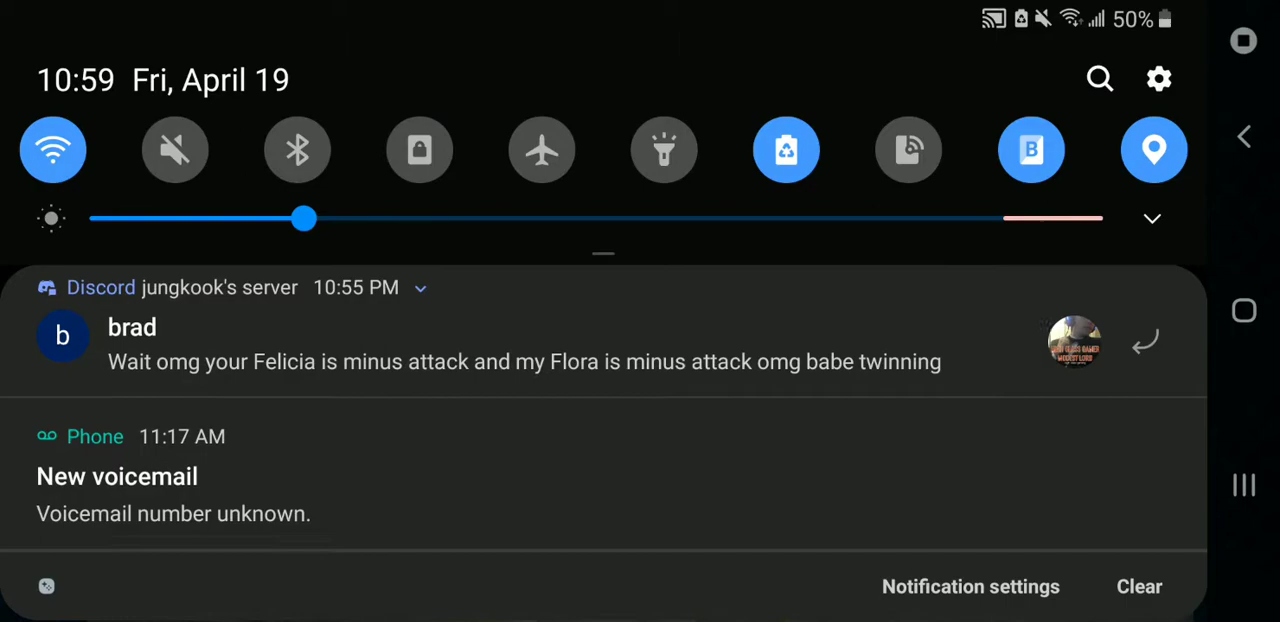 50%
10:59 Fri, April 19
B
Discord jungkook's server 10:55 PM
b
brad
Wait omg your Felicia is minus attack and my Flora is minus attack omg babe twinning
Phone 11:17 AM
New voicemail
Voicemail number unknown.
Notification settings Clear